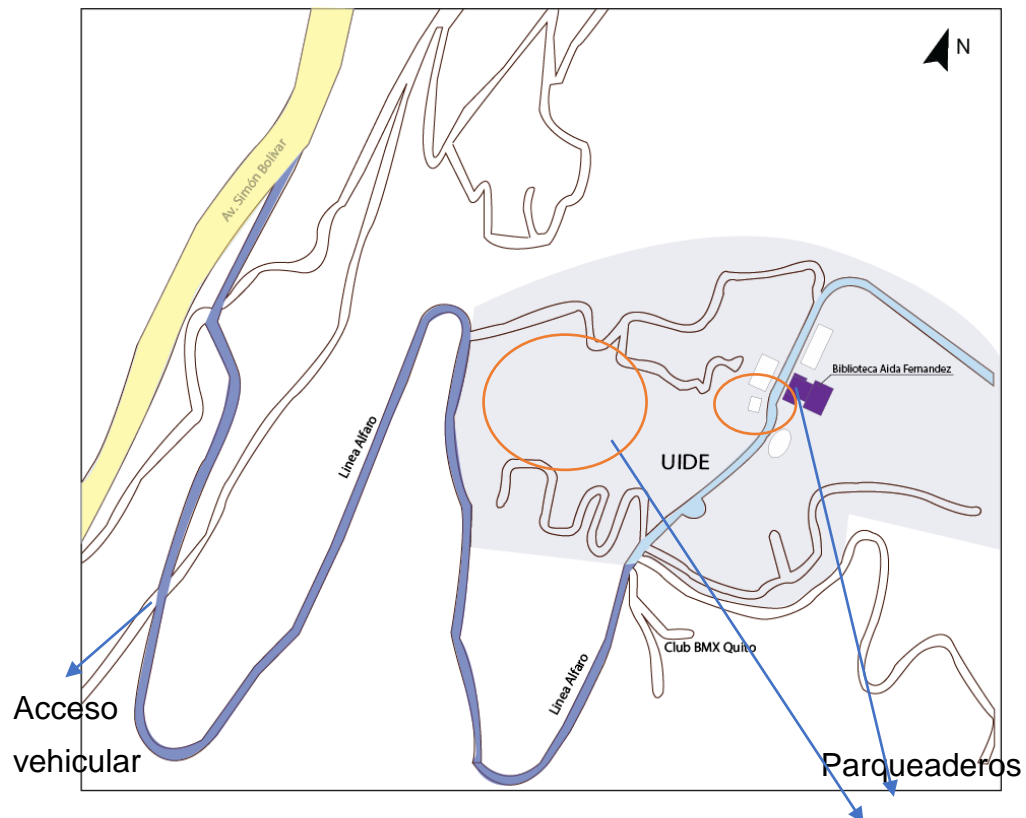 N
Av. Simón Bolívar
Biblioteca Aida Fernandez
Linea Alfaro
UIDE
Club BMX Quito
Linea Alfaro
Acceso
vehicular
Parqueaderos